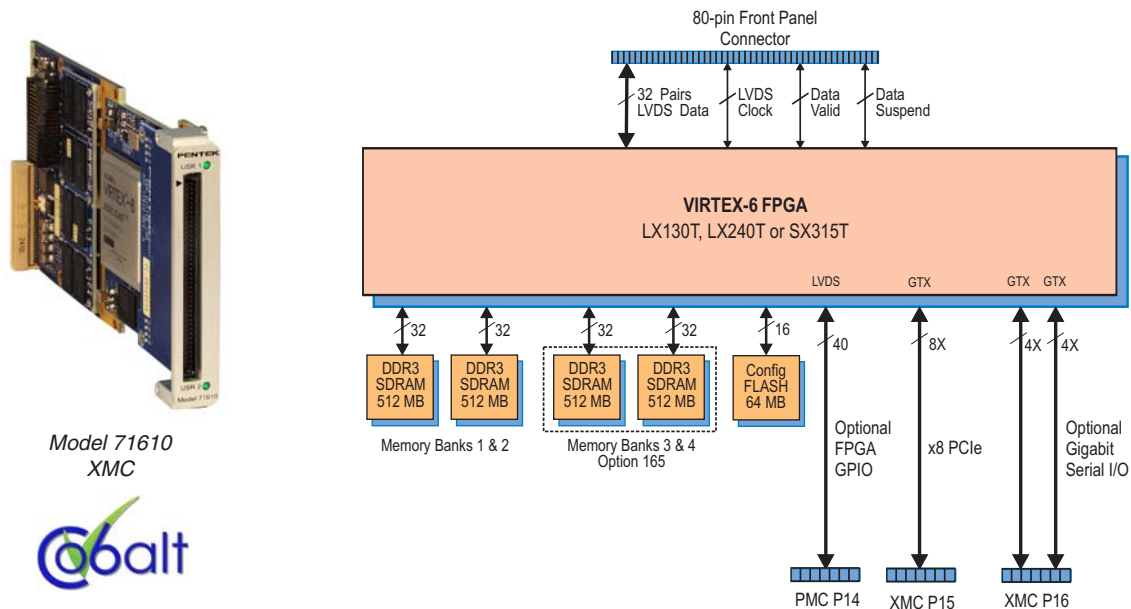 80-pin Front Panel
Connector
32 Pairs
LVDS Data
LVDS
Clock
Data
Valid
Data
Suspend
PENTEK
USR 1
VIRTEX-6
USR 2
Model 71610
VIRTEX-6 FPGA
LX130T, LX240T or SX315T
LVDS
GTX
GTX
GTX
32
32
32
32
16
40
8X
4X
4X
DDR3
SDRAM
512 MB
DDR3
SDRAM
512 MB
DDR3
SDRAM
512 MB
DDR3
SDRAM
512 MB
Config
FLASH
64 MB
Memory Banks 1 & 2
Memory Banks 3 & 4
Option 165
Optional
FPGA
GPIO
x8 PCIe
Optional
Gigabit
Serial I/O
Model 71610
XMC
Cobalt
PMC P14
XMC P15
XMC P16